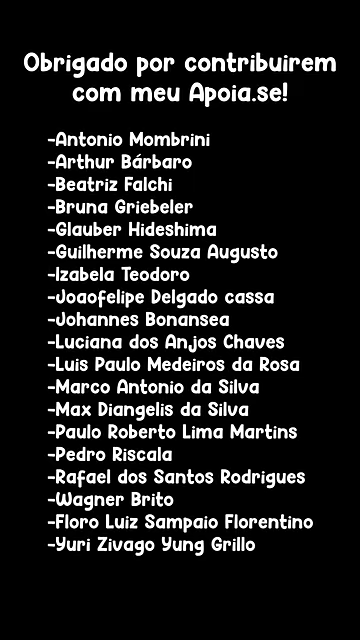 Obrigado por contribuirem
com meu Apoia.se!
-Antonio Mombrini
-Arthur Bárbaro
-Beatriz Falchi
-Bruna Griebeler
-Glauber Hideshima
-Guilherme Souza Augusto
-Izabela Teodoro
-Joaofelipe Delgado cassa
-Johannes Bonansea
-Luciana dos Anjos Chaves
-Luis Paulo Medeiros da Rosa
-Marco Antonio da Silva
-Max Diangelis da Silva
-Paulo Roberto Lima Martins
-Pedro Riscala
-Rafael dos Santos Rodrigues
-Wagner Brito
-Floro Luiz Sampaio Florentino
-Yuri Zivago Yung Grillo